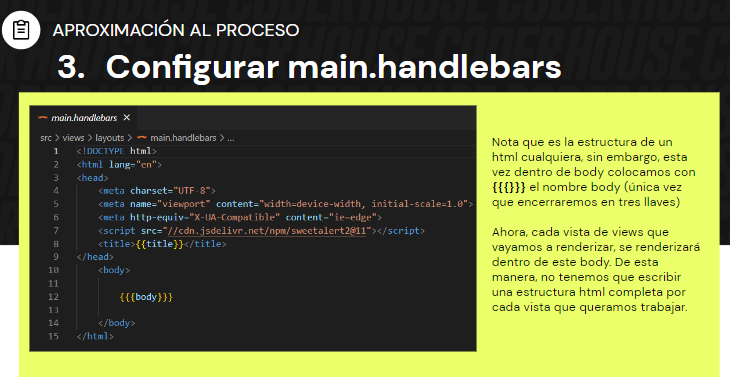 APROXIMACIÓN AL PROCESO
3. Configurar main.handlebars
main.handlebars ×
src > views > layouts > main.handlebars > ...
1 <!DOCTYPE html>
2 <html lang="en">
3 <head>
4 <meta charset="UTF-8">
5 <meta name="viewport" content="width=device-width, initial-scale=1.0">
6 <meta http-equiv="X-UA-Compatible" content="ie-edge">
7 <script src="//cdn.jsdelivr.net/npm/sweetalert2@11"></script>
8 <title>{{title}}</title>
9 </head>
10 <body>
11
12 {{{body}}}
13
14 </body>
15 </html>
Nota que es la estructura de un
html cualquiera, sin embargo, esta
vez dentro de body colocamos con
{{{}}} el nombre body (única vez
que encerraremos en tres llaves)
Ahora, cada vista de views que
vayamos a renderizar, se renderizará
dentro de este body. De esta
manera, no tenemos que escribir
una estructura html completa por
cada vista que queramos trabajar.